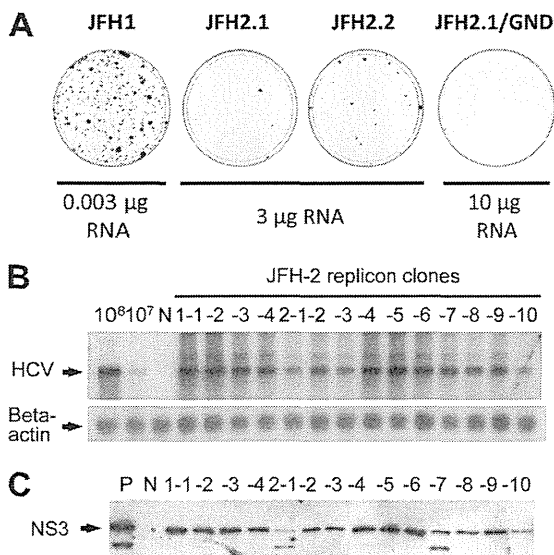 A JFH1 JFH2.1 JFH2.2 JFH2.1/GND
0.003 µg RNA 3 µg RNA 10 µg RNA
B JFH-2 replicon clones
10⁸ 10⁷ N 1-1 -2 -3 -4 2-1 -2 -3 -4 -5 -6 -7 -8 -9 -10
HCV
Beta-
actin
C P N 1-1 -2 -3 -4 2-1 -2 -3 -4 -5 -6 -7 -8 -9 -10
NS3